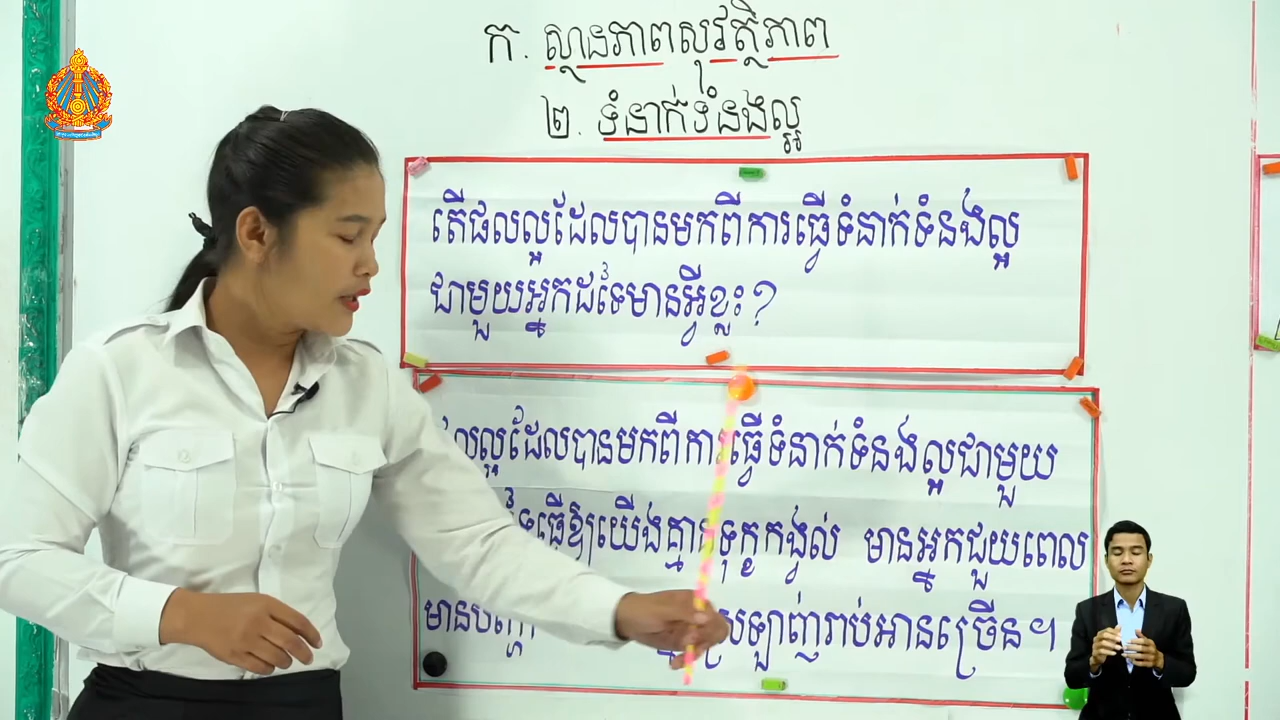 ក. ស្ថានភាពសុវត្ថិភាព
២. ទំនាក់ទំនងល្អ
តើផលល្អដែលបានមកពីការធ្វើទំនាក់ទំនងល្អ
ជាមួយអ្នកដទៃមានអ្វីខ្លះ?
ល្អដែលបានមកពីការធ្វើទំនាក់ទំនងល្អជាមួយ
ធ្វើឱ្យយើងគ្មានទុក្ខកង្វល់ មានអ្នកជួយពេល
មានបញ្ហា ស្រឡាញ់រាប់អានច្រើន។